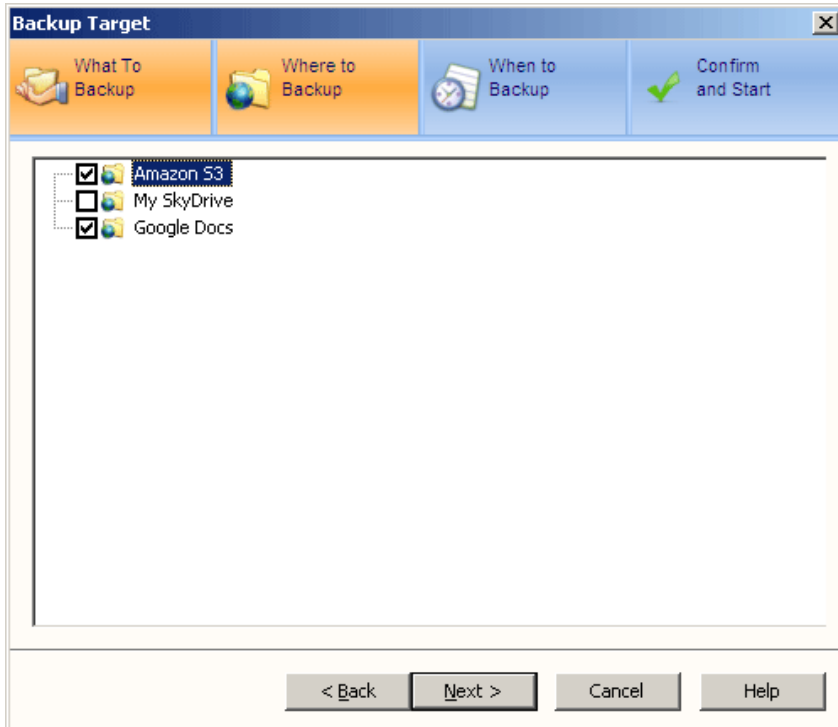 Backup Target
What To
Backup
Where to
Backup
When to
Backup
Confirm
and Start
Amazon S3
My SkyDrive
Google Docs
< Back
Next >
Cancel
Help